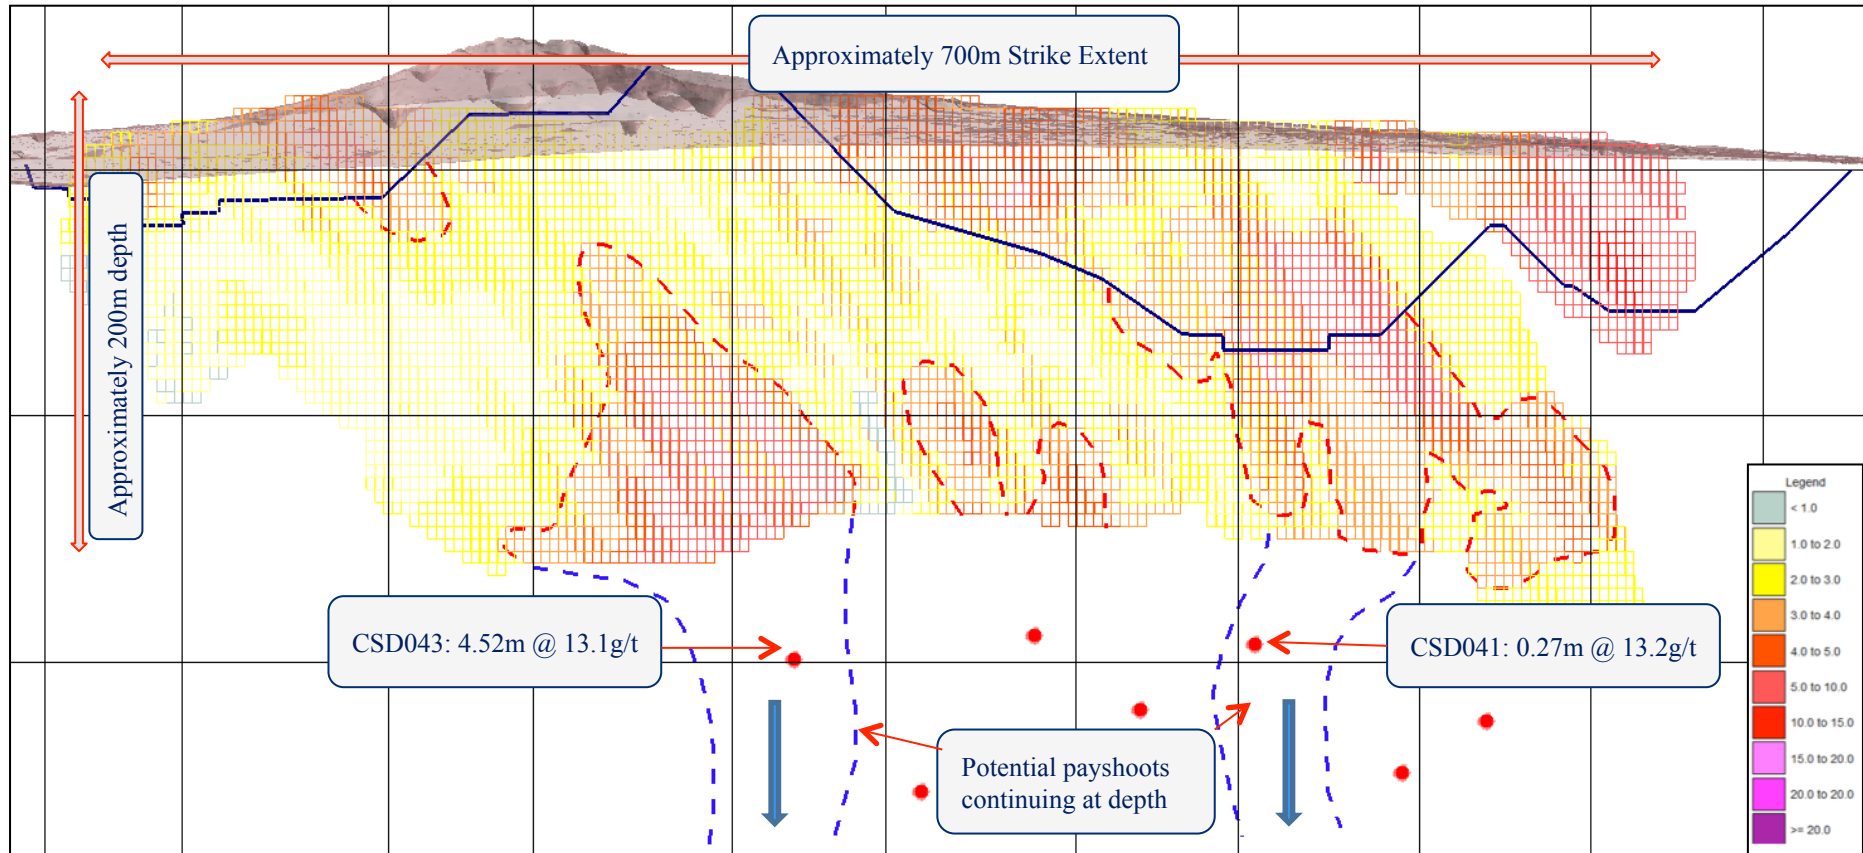 Approximately 700m Strike Extent
Approximately 200m depth
CSD043: 4.52m @ 13.1g/t
CSD041: 0.27m @ 13.2g/t
Potential payshoots
continuing at depth
Legend
< 1.0
1.0 to 2.0
2.0 to 3.0
3.0 to 4.0
4.0 to 5.0
5.0 to 10.0
10.0 to 15.0
15.0 to 20.0
20.0 to 20.0
>= 20.0